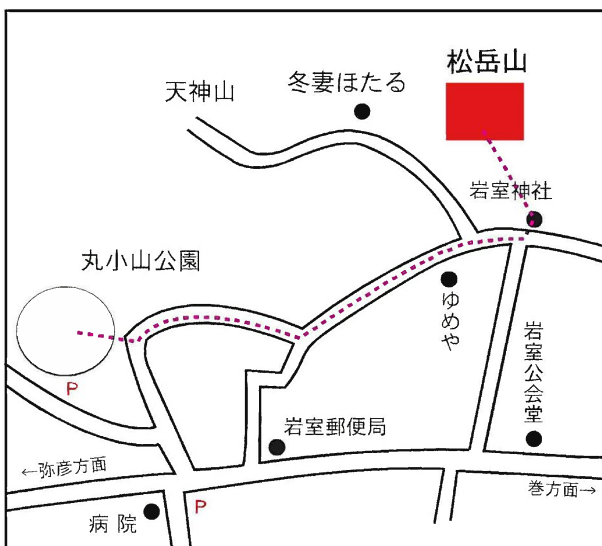 松岳山
冬妻ほたる
天神山
岩室神社
丸小山公園
ゆめや
岩室公会堂
P
岩室郵便局
←弥彦方面
巻方面→
P
病院